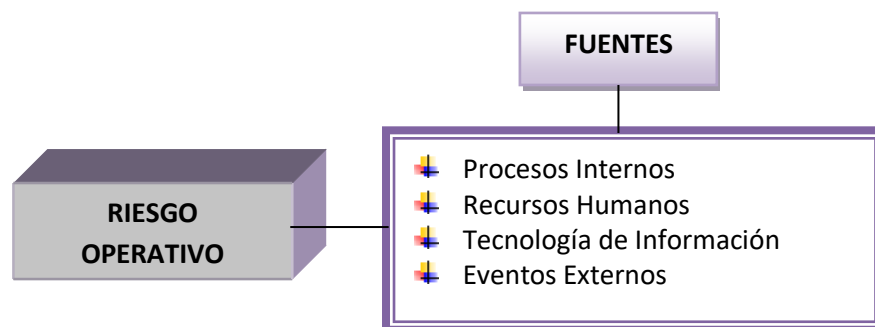 FUENTES
RIESGO
OPERATIVO
Procesos Internos
Recursos Humanos
Tecnología de Información
Eventos Externos